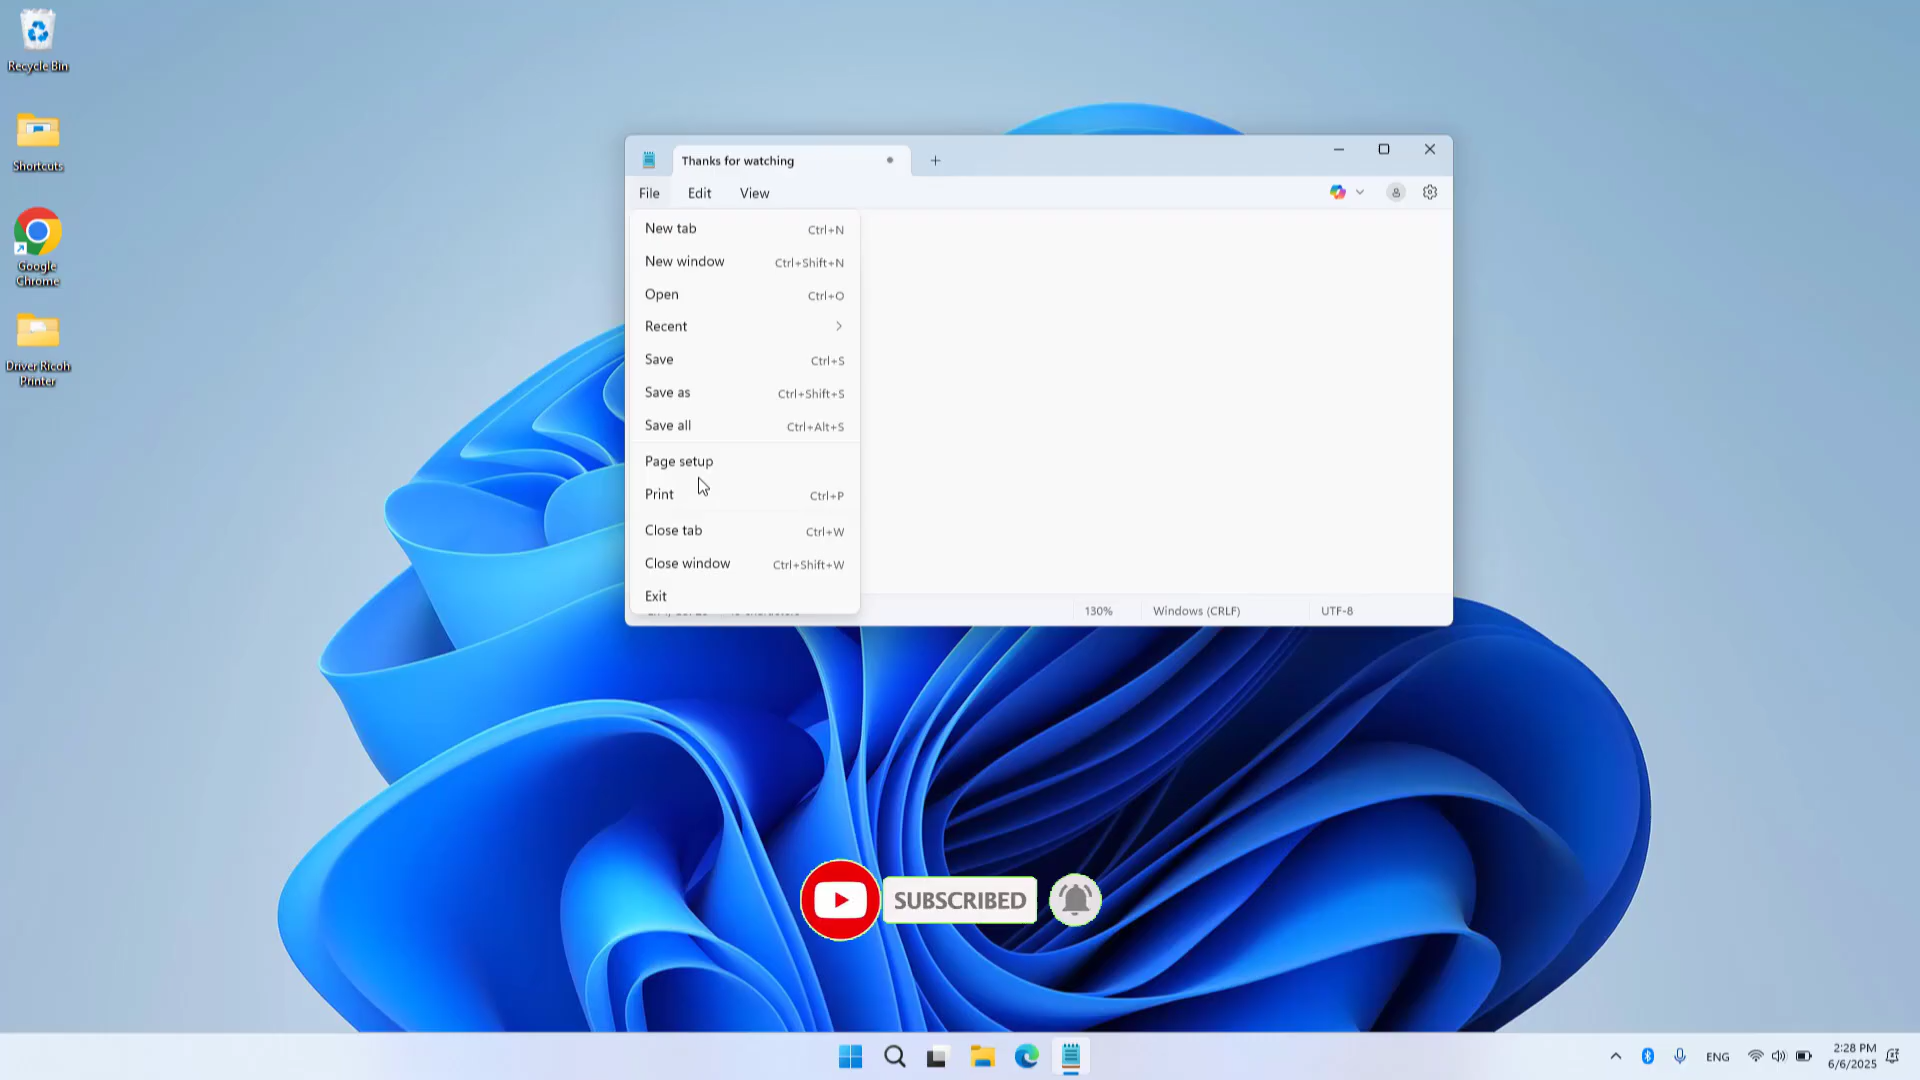 Recycle Bin
Shortcuts
Google
Chrome
Driver Ricoh
Printer
Thanks for watching
File Edit View
New tab Ctrl+N
New window Ctrl+Shift+N
Open Ctrl+O
Recent
Save Ctrl+S
Save as Ctrl+Shift+S
Save all Ctrl+Alt+S
Page setup
Print Ctrl+P
Close tab Ctrl+W
Close window Ctrl+Shift+W
Exit
130% Windows (CRLF) UTF-8
SUBSCRIBED
ENG
2:28 PM
6/6/2025